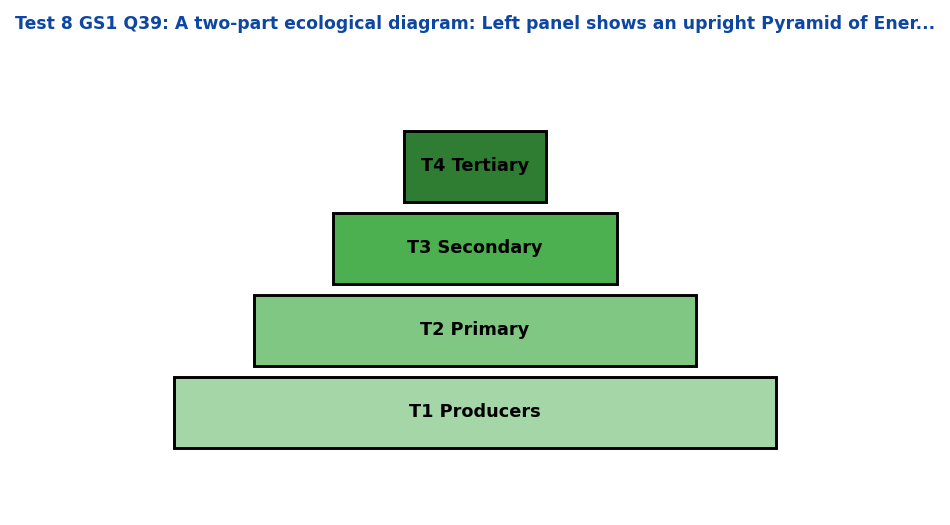 Test 8 GS1 Q39: A two-part ecological diagram: Left panel shows an upright Pyramid of Ener...
T4 Tertiary
T3 Secondary
T2 Primary
T1 Producers